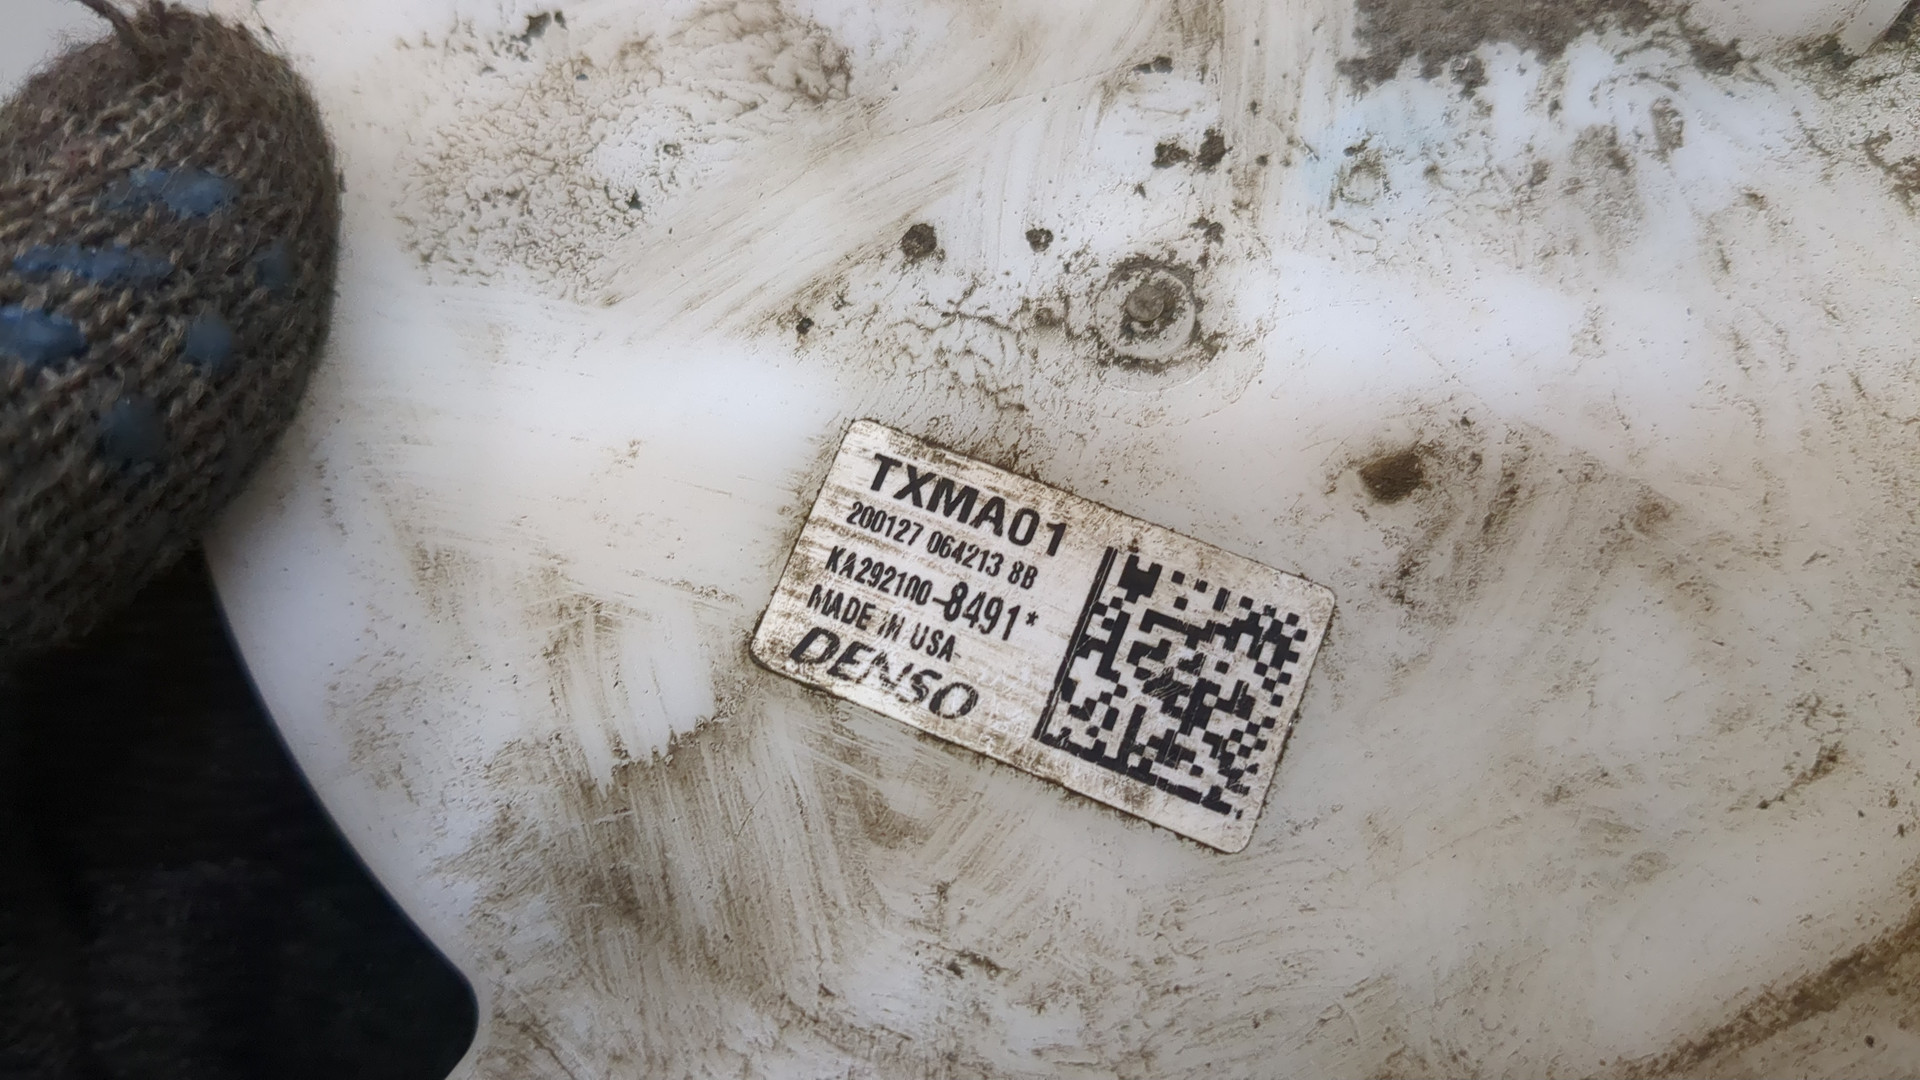 TXMA01
200127 064213 8B
KA292100-8491*
MADE IN USA
DENSO